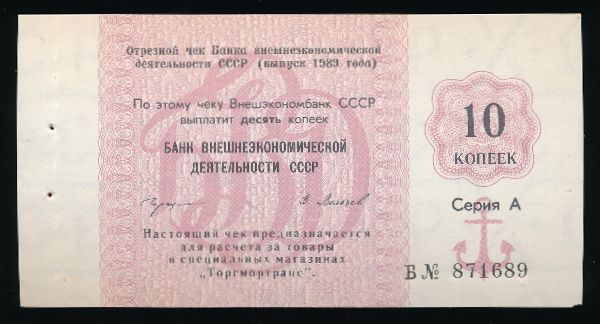 Отрезной чек Банка внешнеэкономической
деятельности СССР (выпуск 1989 года)
По этому чеку Внешэкономбанк СССР
выплатит десять копеек
БАНК ВНЕШНЕЭКОНОМИЧЕСКОЙ
ДЕЯТЕЛЬНОСТИ СССР
Настоящий чек предназначается
для расчета за товары
в специальных магазинах
„Торгмортранс".
10
КОПЕЕК
Серия А
Б № 871689